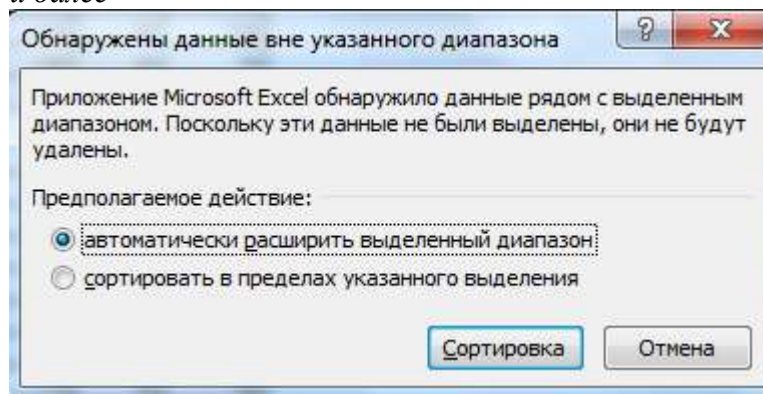 и далее
Обнаружены данные вне указанного диапазона
Приложение Microsoft Excel обнаружило данные рядом с выделенным
диапазоном. Поскольку эти данные не были выделены, они не будут
удалены.
Предполагаемое действие:
автоматически расширить выделенный диапазон
сортировать в пределах указанного выделения
Сортировка
Отмена